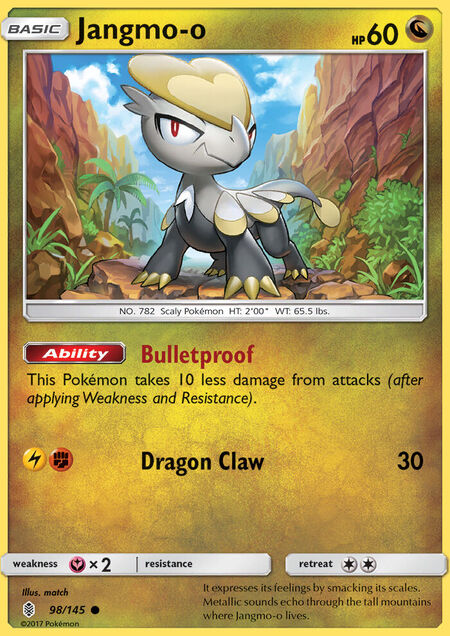 BASIC Jangmo-o HP 60
NO. 782 Scaly Pokémon HT: 2'00" WT: 65.5 lbs.
Ability Bulletproof
This Pokémon takes 10 less damage from attacks (after
applying Weakness and Resistance).
Dragon Claw 30
weakness ×2 resistance retreat
Illus. match
98/145
©2017 Pokémon
It expresses its feelings by smacking its scales.
Metallic sounds echo through the tall mountains
where Jangmo-o lives.